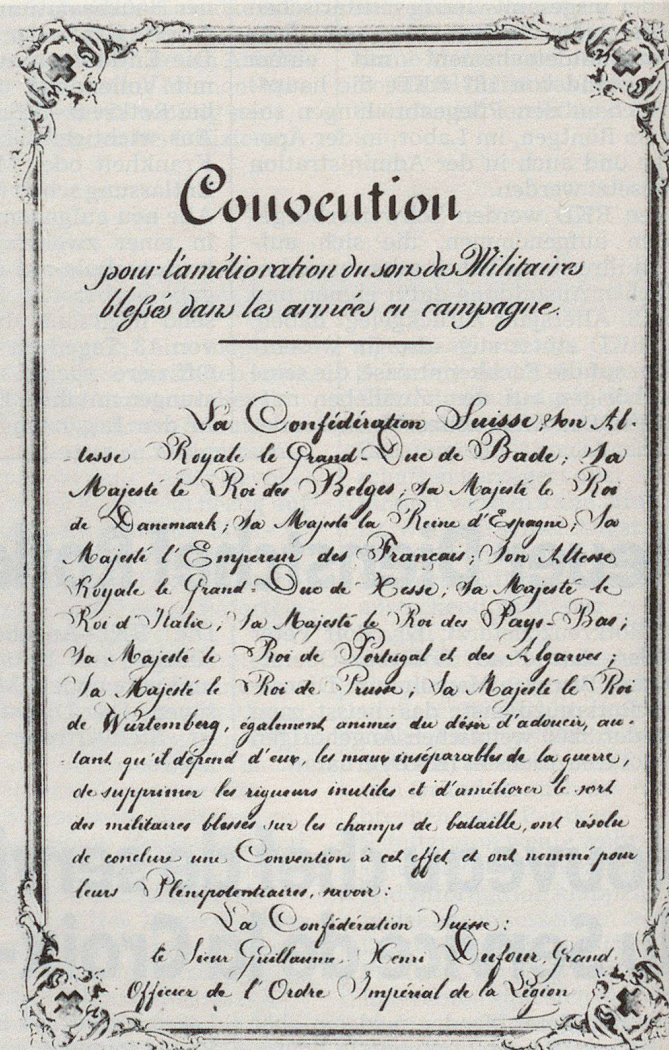 Convention
pour l'amélioration du sort des Militaires
blessés dans les armées en campagne.
La Confédération Suisse; Son Al-
tesse Royale le Grand-Duc de Bade; Sa
Majesté le Roi des Belges; Sa Majesté le Roi
de Danemark; Sa Majesté la Reine d'Espagne; Sa
Majesté l'Empereur des Français; Son Altesse
Royale le Grand-Duc de Hesse; Sa Majesté le
Roi d'Italie; Sa Majesté le Roi des Pays-Bas;
Sa Majesté le Roi de Portugal et des Algarves;
Sa Majesté le Roi de Prusse; Sa Majesté le Roi
de Würtemberg, également animés du désir d'adoucir, au-
tant qu'il dépend d'eux, les maux inséparables de la guerre,
de supprimer les rigueurs inutiles et d'améliorer le sort
des militaires blessés sur les champs de bataille, ont résolu
de conclure une Convention à cet effet et ont nommé pour
leurs Plénipotentiaires, savoir:
La Confédération Suisse:
le Sieur Guillaume Henri Dufour, Grand
Officier de l'Ordre Impérial de la Légion